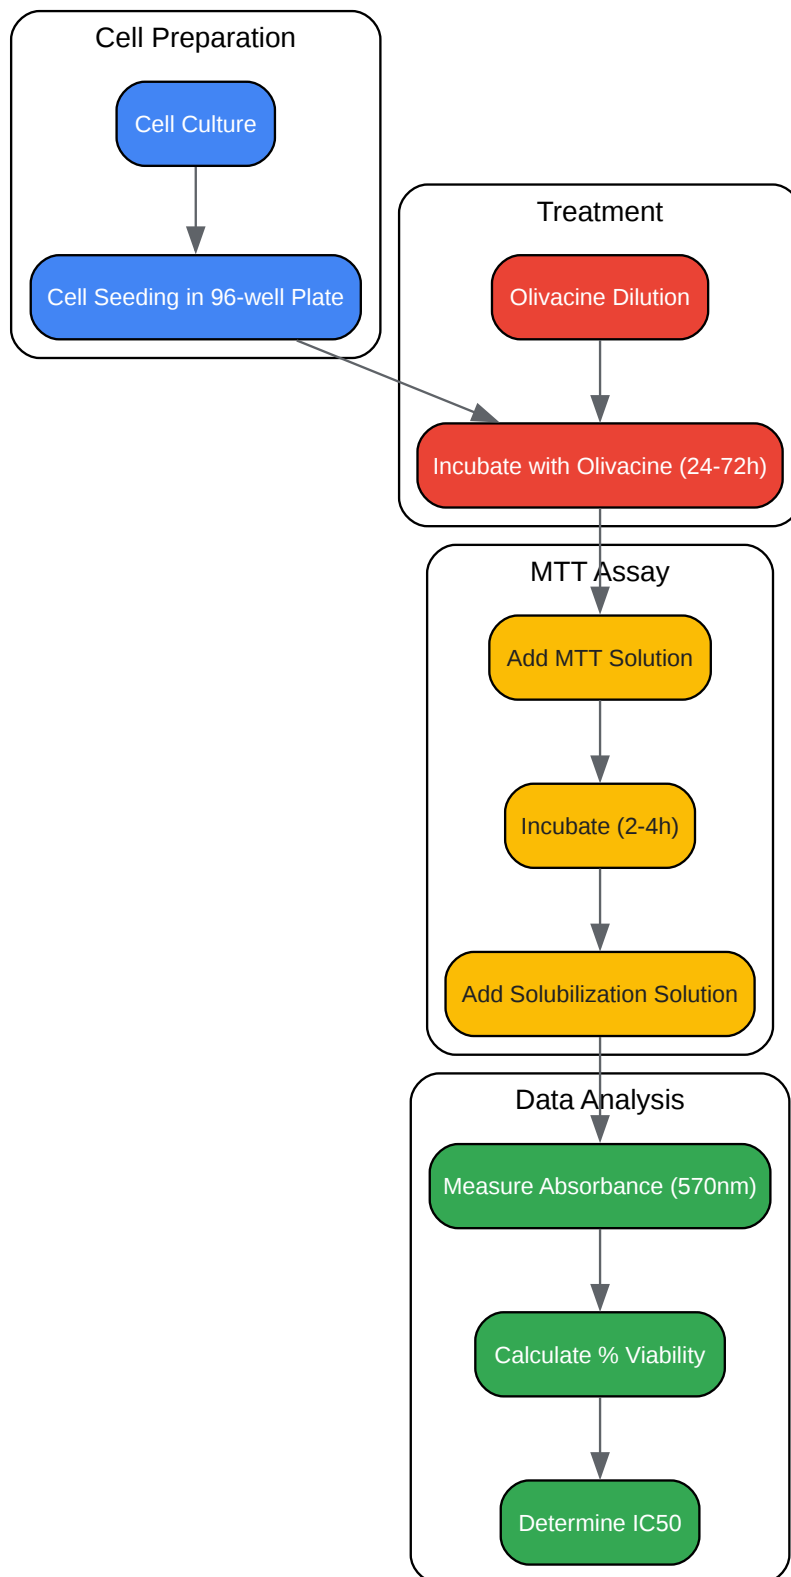 Cell Preparation
Cell Culture
Cell Seeding in 96-well Plate
Treatment
Olivacine Dilution
Incubate with Olivacine (24-72h)
MTT Assay
Add MTT Solution
Incubate (2-4h)
Add Solubilization Solution
Data Analysis
Measure Absorbance (570nm)
Calculate % Viability
Determine IC50